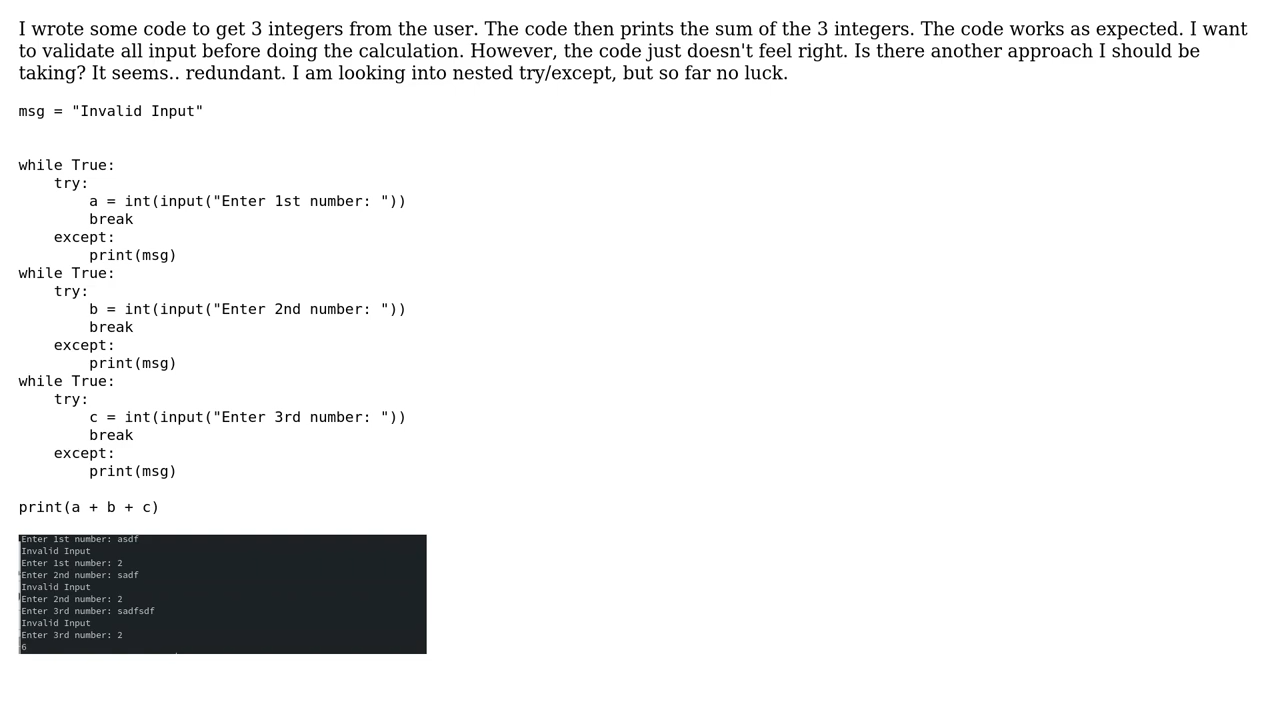 I wrote some code to get 3 integers from the user. The code then prints the sum of the 3 integers. The code works as expected. I want
to validate all input before doing the calculation. However, the code just doesn't feel right. Is there another approach I should be
taking? It seems.. redundant. I am looking into nested try/except, but so far no luck.
msg = "Invalid Input"
while True:
    try:
        a = int(input("Enter 1st number: "))
        break
    except:
        print(msg)
while True:
    try:
        b = int(input("Enter 2nd number: "))
        break
    except:
        print(msg)
while True:
    try:
        c = int(input("Enter 3rd number: "))
        break
    except:
        print(msg)
print(a + b + c)
Enter 1st number: asdf
Invalid Input
Enter 1st number: 2
Enter 2nd number: sadf
Invalid Input
Enter 2nd number: 2
Enter 3rd number: sadfsdf
Invalid Input
Enter 3rd number: 2
6